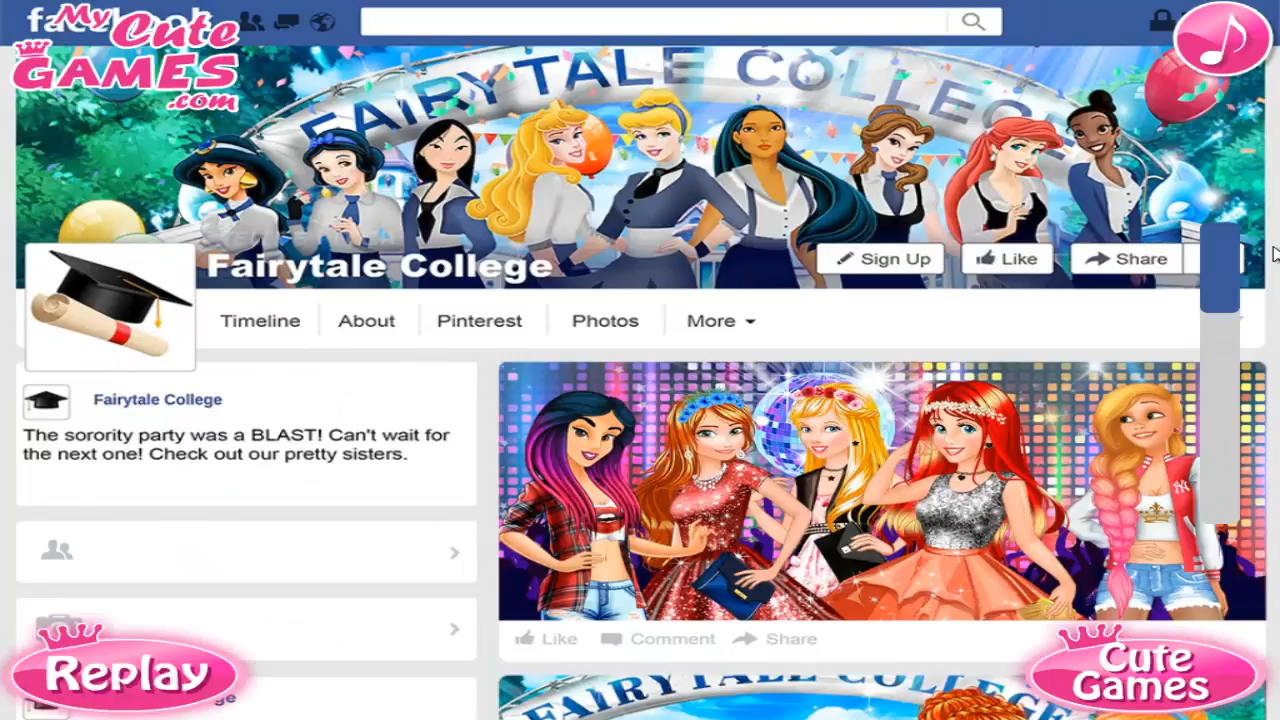 facebook
My Cute
GAMES
.com
FAIRYTALE COLLEGE
Fairytale College
Sign Up
Like
Share
Timeline
About
Pinterest
Photos
More
Fairytale College
The sorority party was a BLAST! Can't wait for
the next one! Check out our pretty sisters.
NY
Like
Comment
Share
Replay
Cute
Games
FAIRYTALE COLLEGE